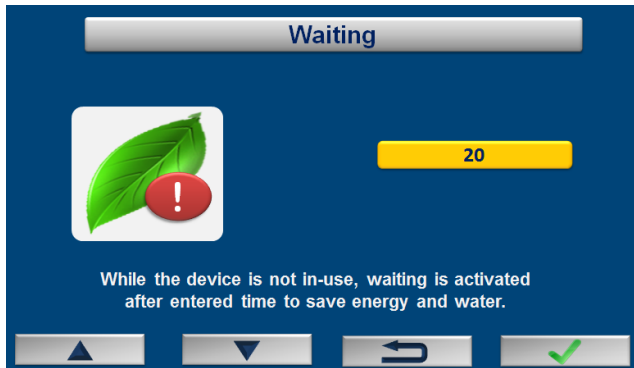 Waiting
20
!
While the device is not in-use, waiting is activated
after entered time to save energy and water.